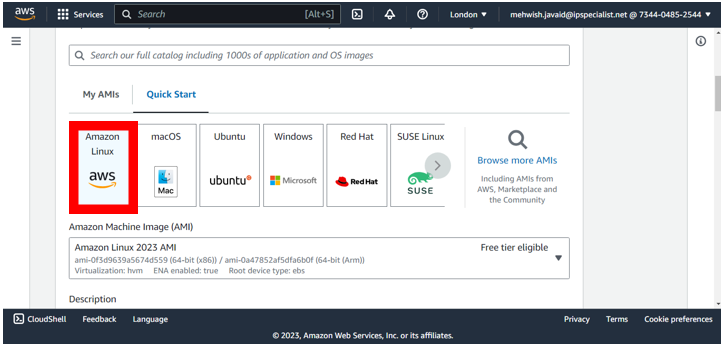 aws
Services
Search
[Alt+S]
London
mehwish.javaid@ipspecialist.net @ 7344-0485-2544
Search our full catalog including 1000s of application and OS images
My AMIs
Quick Start
Amazon
Linux
aws
macOS
Mac
Ubuntu
ubuntu
Windows
Microsoft
Red Hat
Red Hat
SUSE Linux
SUSE
Browse more AMIs
Including AMIs from
AWS, Marketplace and
the Community
Amazon Machine Image (AMI)
Amazon Linux 2023 AMI
Free tier eligible
ami-0f3d9639a5674d559 (64-bit (x86)) / ami-0a47852af5dfa6b0f (64-bit (Arm))
Virtualization: hvm ENA enabled: true Root device type: ebs
Description
CloudShell
Feedback
Language
Privacy
Terms
Cookie preferences
© 2023, Amazon Web Services, Inc. or its affiliates.